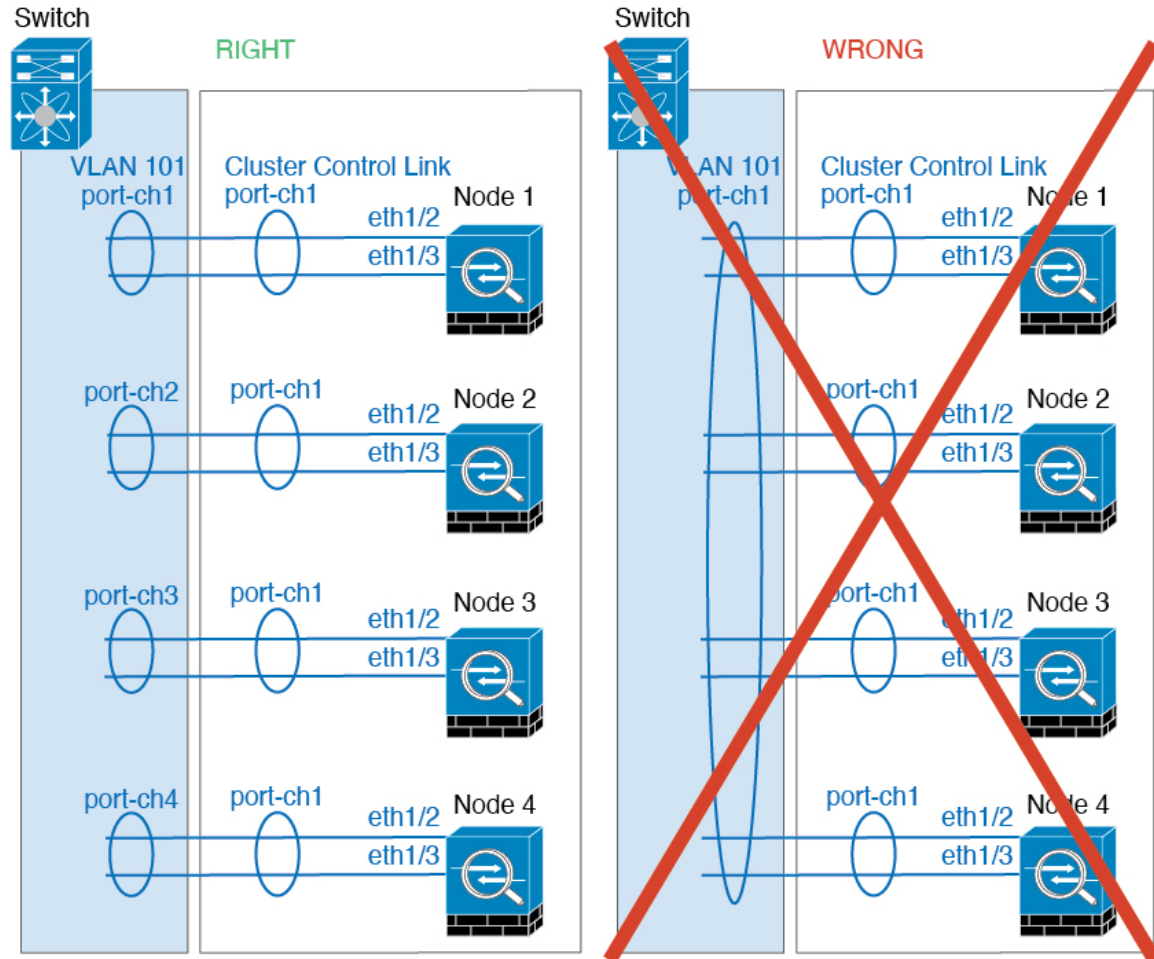 Switch
RIGHT
VLAN 101
port-ch1
Cluster Control Link
port-ch1
eth1/2
eth1/3
Node 1
port-ch2
port-ch1
eth1/2
eth1/3
Node 2
port-ch3
port-ch1
eth1/2
eth1/3
Node 3
port-ch4
port-ch1
eth1/2
eth1/3
Node 4
Switch
WRONG
VLAN 101
port-ch1
Cluster Control Link
port-ch1
eth1/2
eth1/3
Node 1
port-ch1
eth1/2
eth1/3
Node 2
port-ch1
eth1/2
eth1/3
Node 3
port-ch1
eth1/2
eth1/3
Node 4